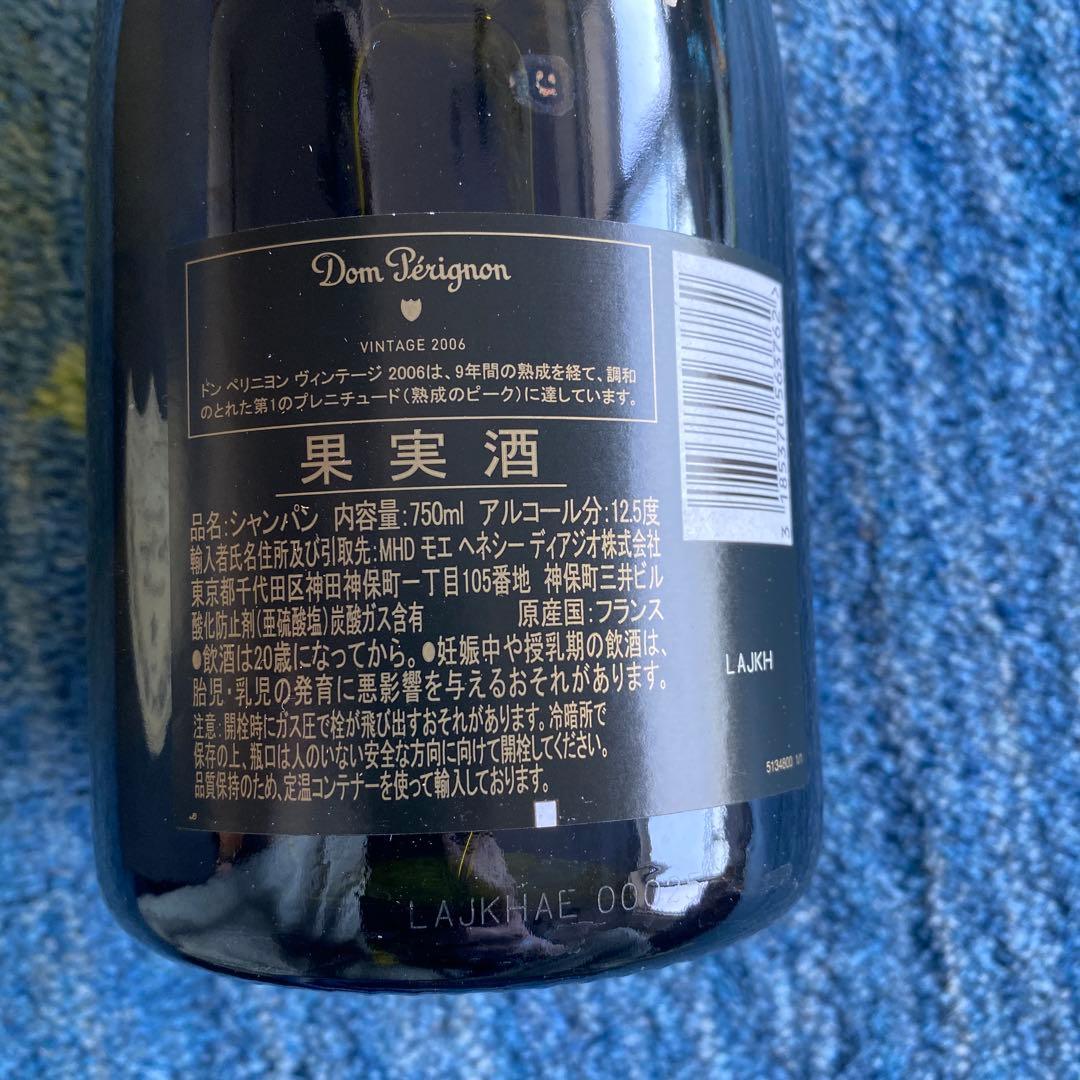 Dom Pérignon
VINTAGE 2006
ドン ペリニヨン ヴィンテージ 2006は、9年間の熟成を経て、調和
のとれた第1のプレニチュード(熟成のピーク)に達しています。
果実酒
品名:シャンパン 内容量:750ml アルコール分:12.5度
輸入者氏名住所及び引取先:MHD モエ ヘネシー ディアジオ株式会社
東京都千代田区神田神保町一丁目105番地 神保町三井ビル
酸化防止剤(亜硫酸塩)炭酸ガス含有 原産国:フランス
●飲酒は20歳になってから。●妊娠中や授乳期の飲酒は、
胎児・乳児の発育に悪影響を与えるおそれがあります。
注意:開栓時にガス圧で栓が飛び出すおそれがあります。冷暗所で
保存の上、瓶口は人のいない安全な方向に向けて開栓してください。
品質保持のため、定温コンテナーを使って輸入しております。
3 185370 563762>
LAJKH
5134600 1/1
LAJKHAE